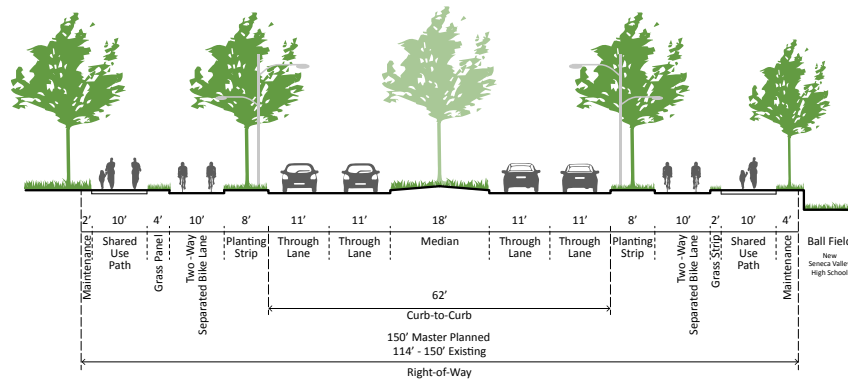 2' 10' 4' 10' 8' 11' 11' 18' 11' 11' 8' 10' 2' 10' 4'
Maintenance
Shared
Use
Path
Grass Panel
Two -Way
Separated Bike Lane
Planting
Strip
Through
Lane
Through
Lane
Median
Through
Lane
Through
Lane
Planting
Strip
Two -Way
Separated Bike Lane
Grass Strip
Shared
Use
Path
Maintenance
Ball Field
New
Seneca Valley
High School
62'
Curb-to-Curb
150' Master Planned
114' - 150' Existing
Right-of-Way